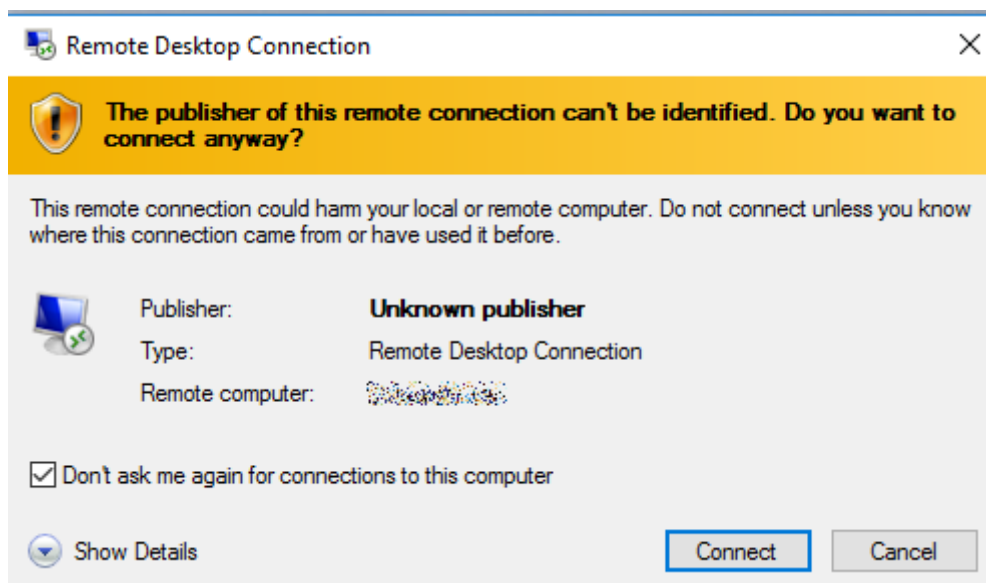 Remote Desktop Connection
The publisher of this remote connection can't be identified. Do you want to
connect anyway?
This remote connection could harm your local or remote computer. Do not connect unless you know
where this connection came from or have used it before.
Publisher: Unknown publisher
Type: Remote Desktop Connection
Remote computer:
Don't ask me again for connections to this computer
Show Details Connect Cancel